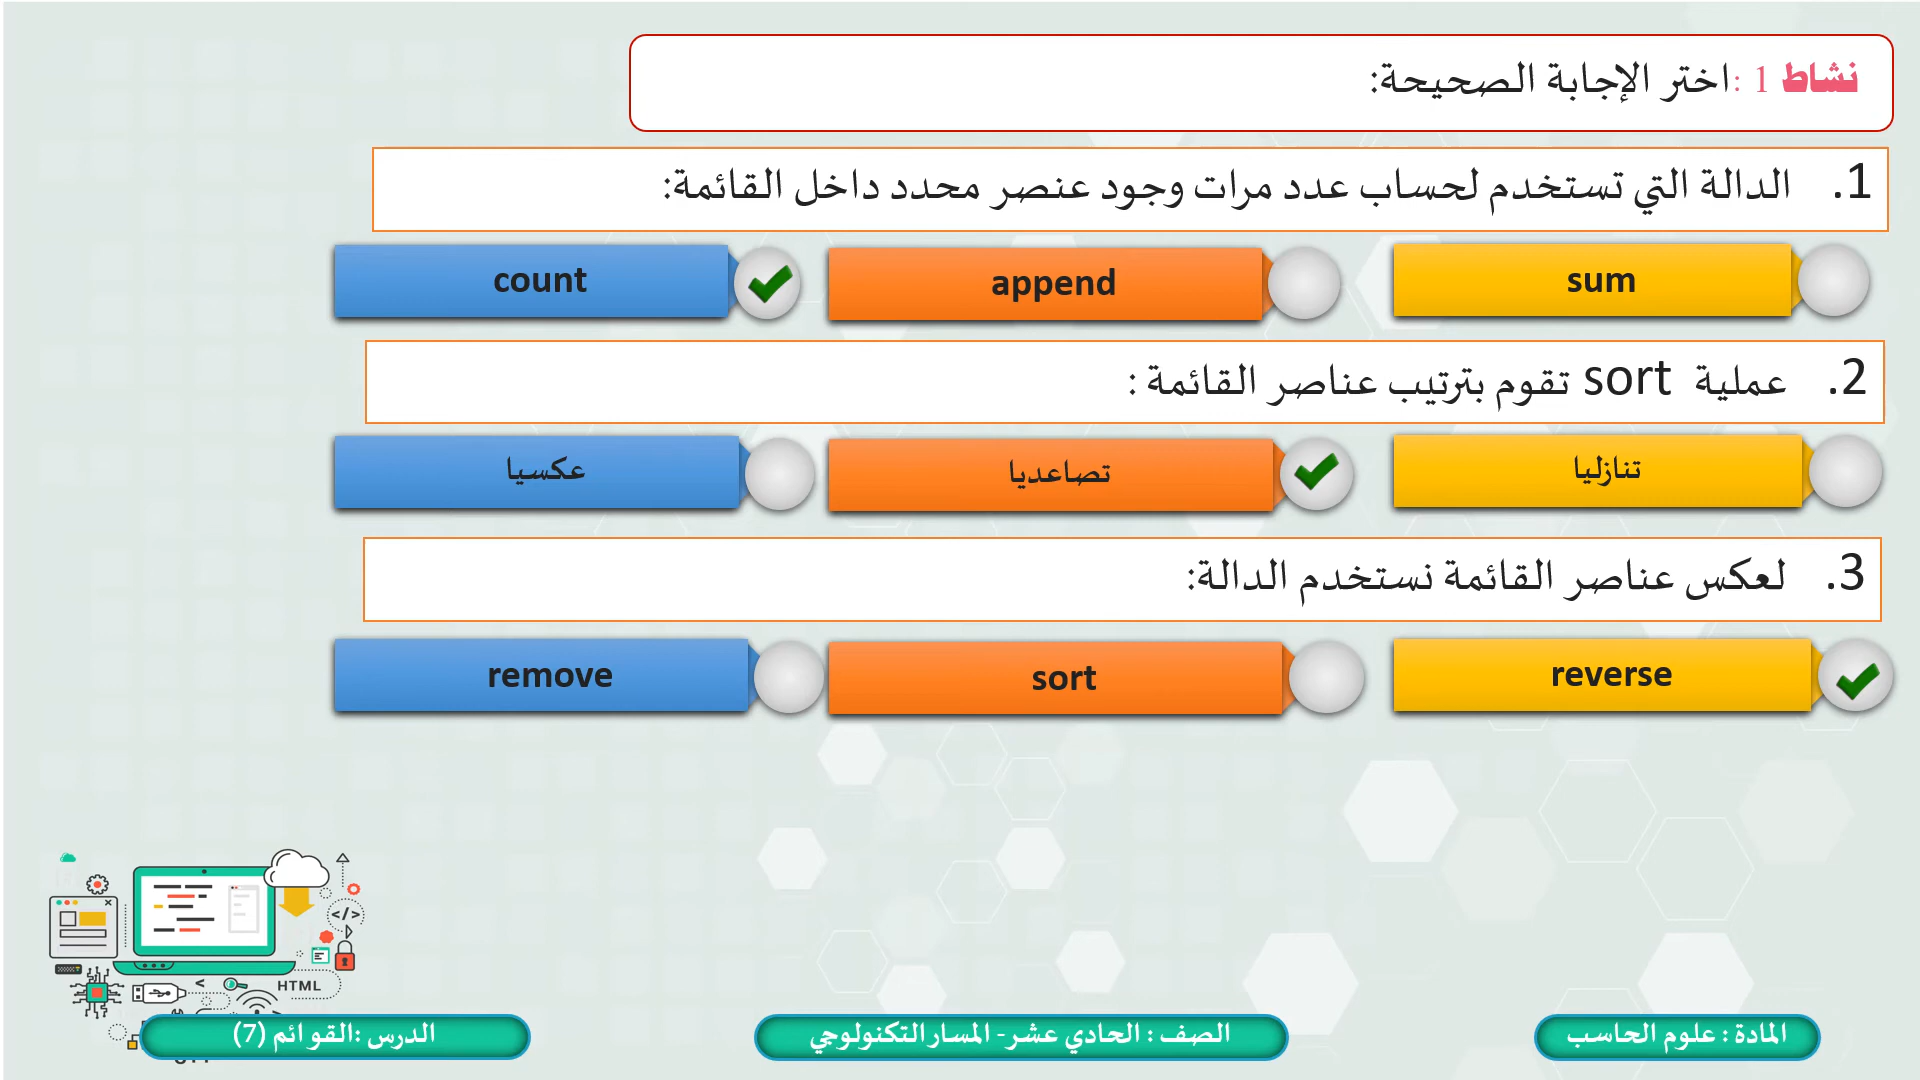 نشاط 1 :اختر الإجابة الصحيحة:
1. الدالة التي تستخدم لحساب عدد مرات وجود عنصر محدد داخل القائمة:
sum
append
count
2. عملية sort تقوم بترتيب عناصر القائمة :
تنازليا
تصاعديا
عكسيا
3. لعكس عناصر القائمة نستخدم الدالة:
reverse
sort
remove
</>
HTML
المادة : علوم الحاسب
الصف : الحادي عشر- المسار التكنولوجي
الدرس :القوائم (7)